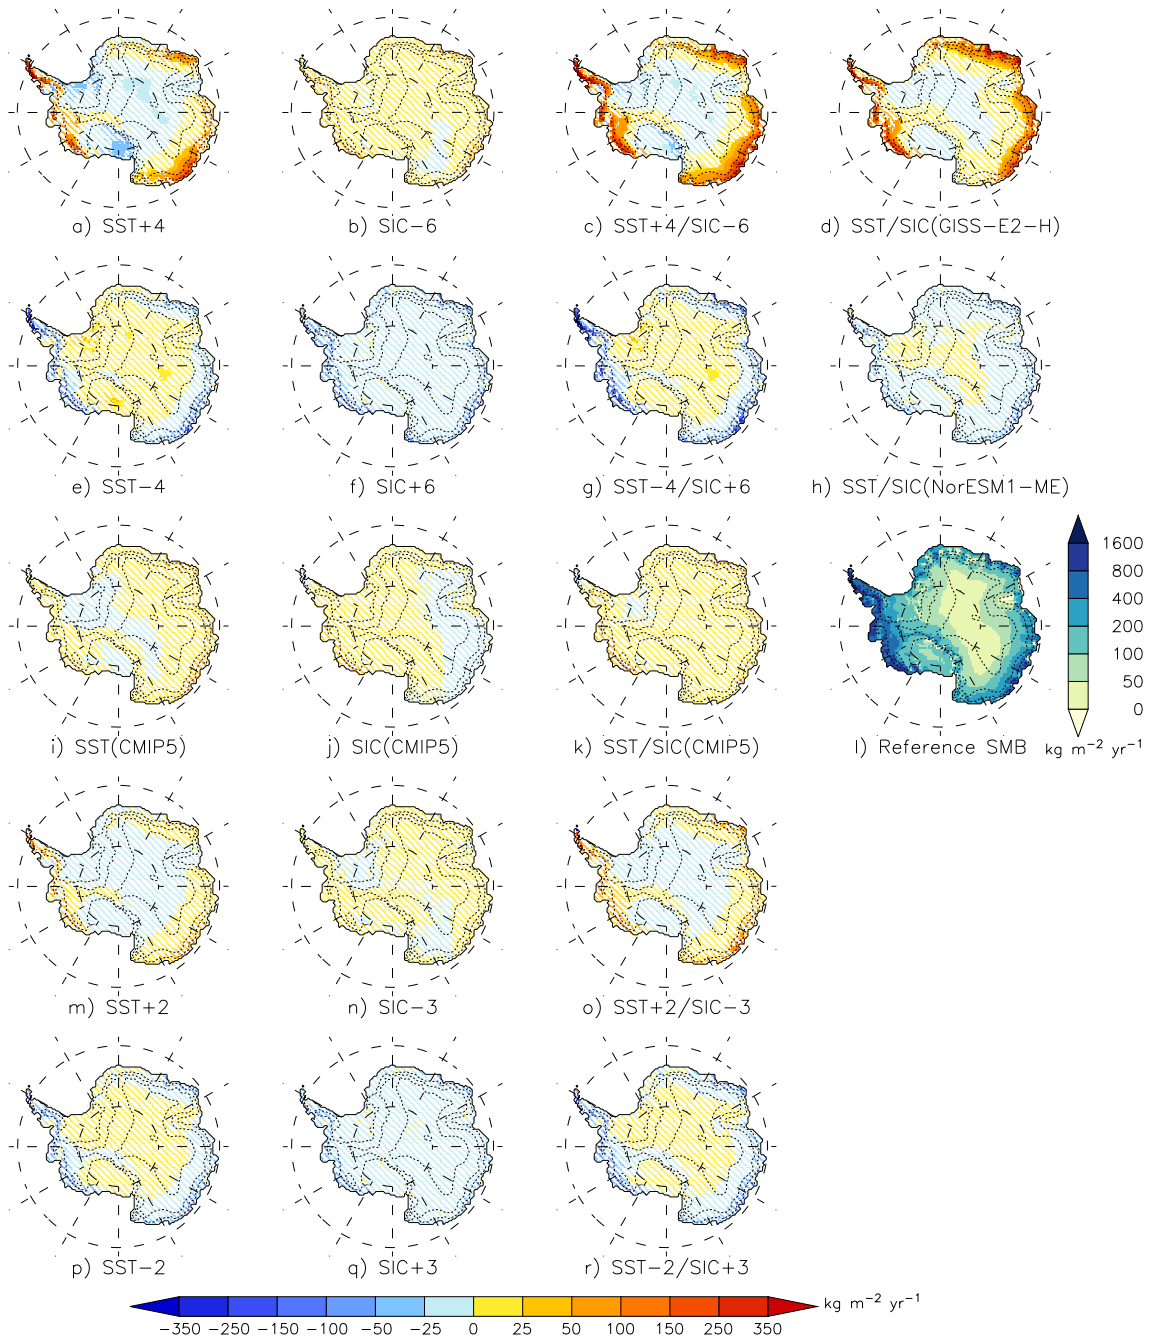 a) SST+4
b) SIC−6
c) SST+4/SIC−6
d) SST/SIC(GISS−E2−H)
e) SST−4
f) SIC+6
g) SST−4/SIC+6
h) SST/SIC(NorESM1−ME)
1600
800
400
200
100
50
0
i) SST(CMIP5)
j) SIC(CMIP5)
k) SST/SIC(CMIP5)
l) Reference SMB
kg m⁻² yr⁻¹
m) SST+2
n) SIC−3
o) SST+2/SIC−3
p) SST−2
q) SIC+3
r) SST−2/SIC+3
kg m⁻² yr⁻¹
−350 −250 −150 −100 −50 −25 0 25 50 100 150 250 350